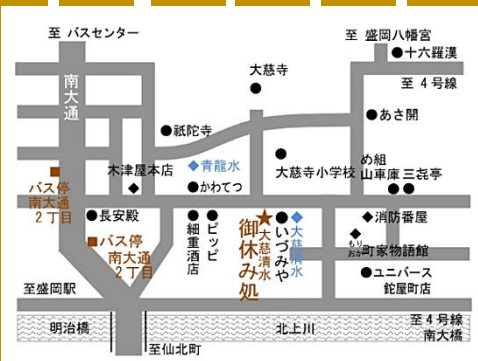 至 バスセンター
至 盛岡八幡宮
十六羅漢
至 4号線
南大通
大慈寺
あさ開
祇陀寺
大慈寺小学校
め組
山車庫
三㐂亭
青龍水
木津屋本店
かわてつ
バス停
南大通
2丁目
長安殿
バス停
南大通
2丁目
細重酒店
ピッピ
大慈清水
御休み処
いづみや
大慈清水
消防番屋
もりおか
町家物語館
ユニバース
鉈屋町店
至盛岡駅
明治橋
北上川
至4号線
南大橋
至仙北町